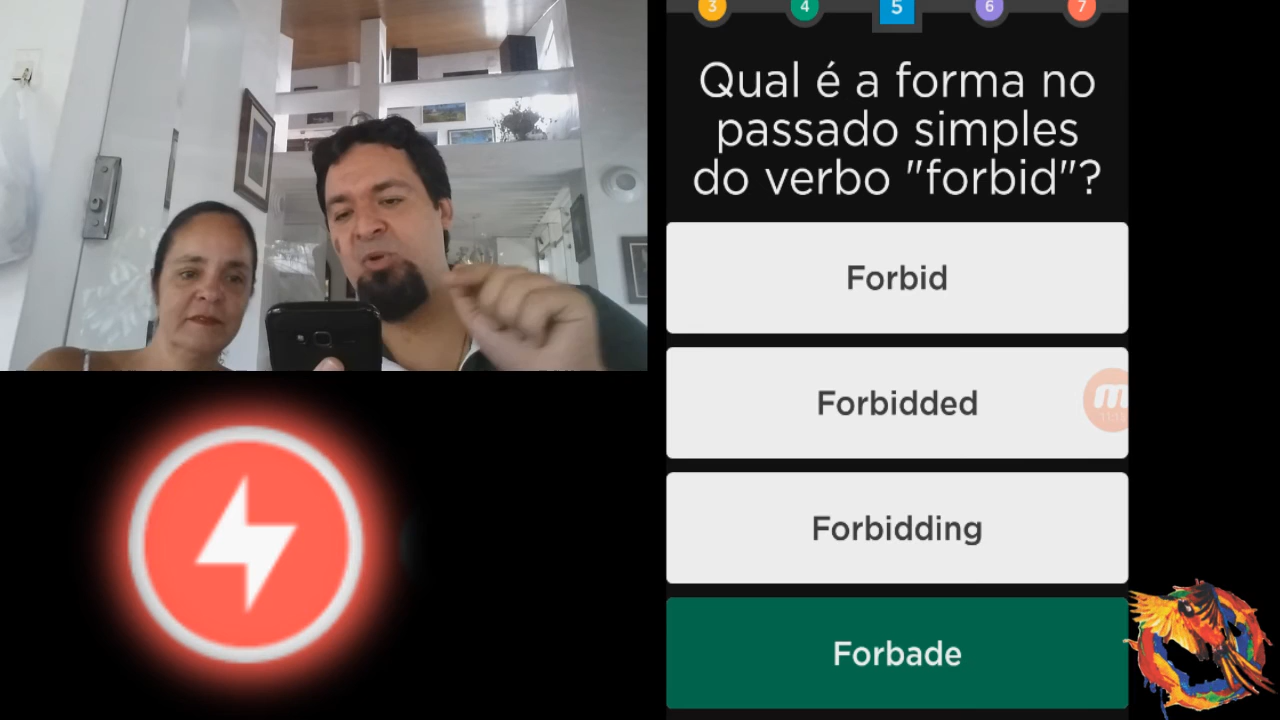 3
4
5
6
7
Qual é a forma no
passado simples
do verbo "forbid"?
Forbid
Forbidded
Forbidding
Forbade